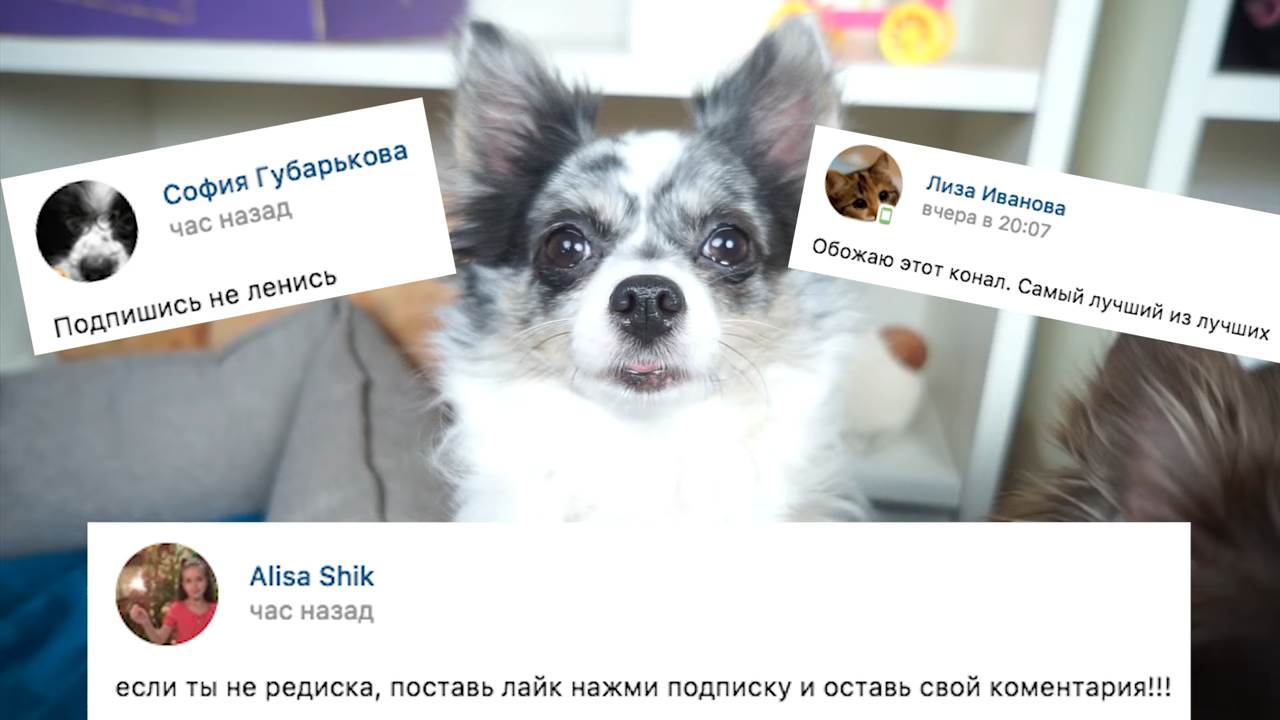 София Губарькова
час назад
Подпишись не ленись
Лиза Иванова
вчера в 20:07
Обожаю этот конал. Самый лучший из лучших
Alisa Shik
час назад
если ты не редиска, поставь лайк нажми подписку и оставь свой коментария!!!